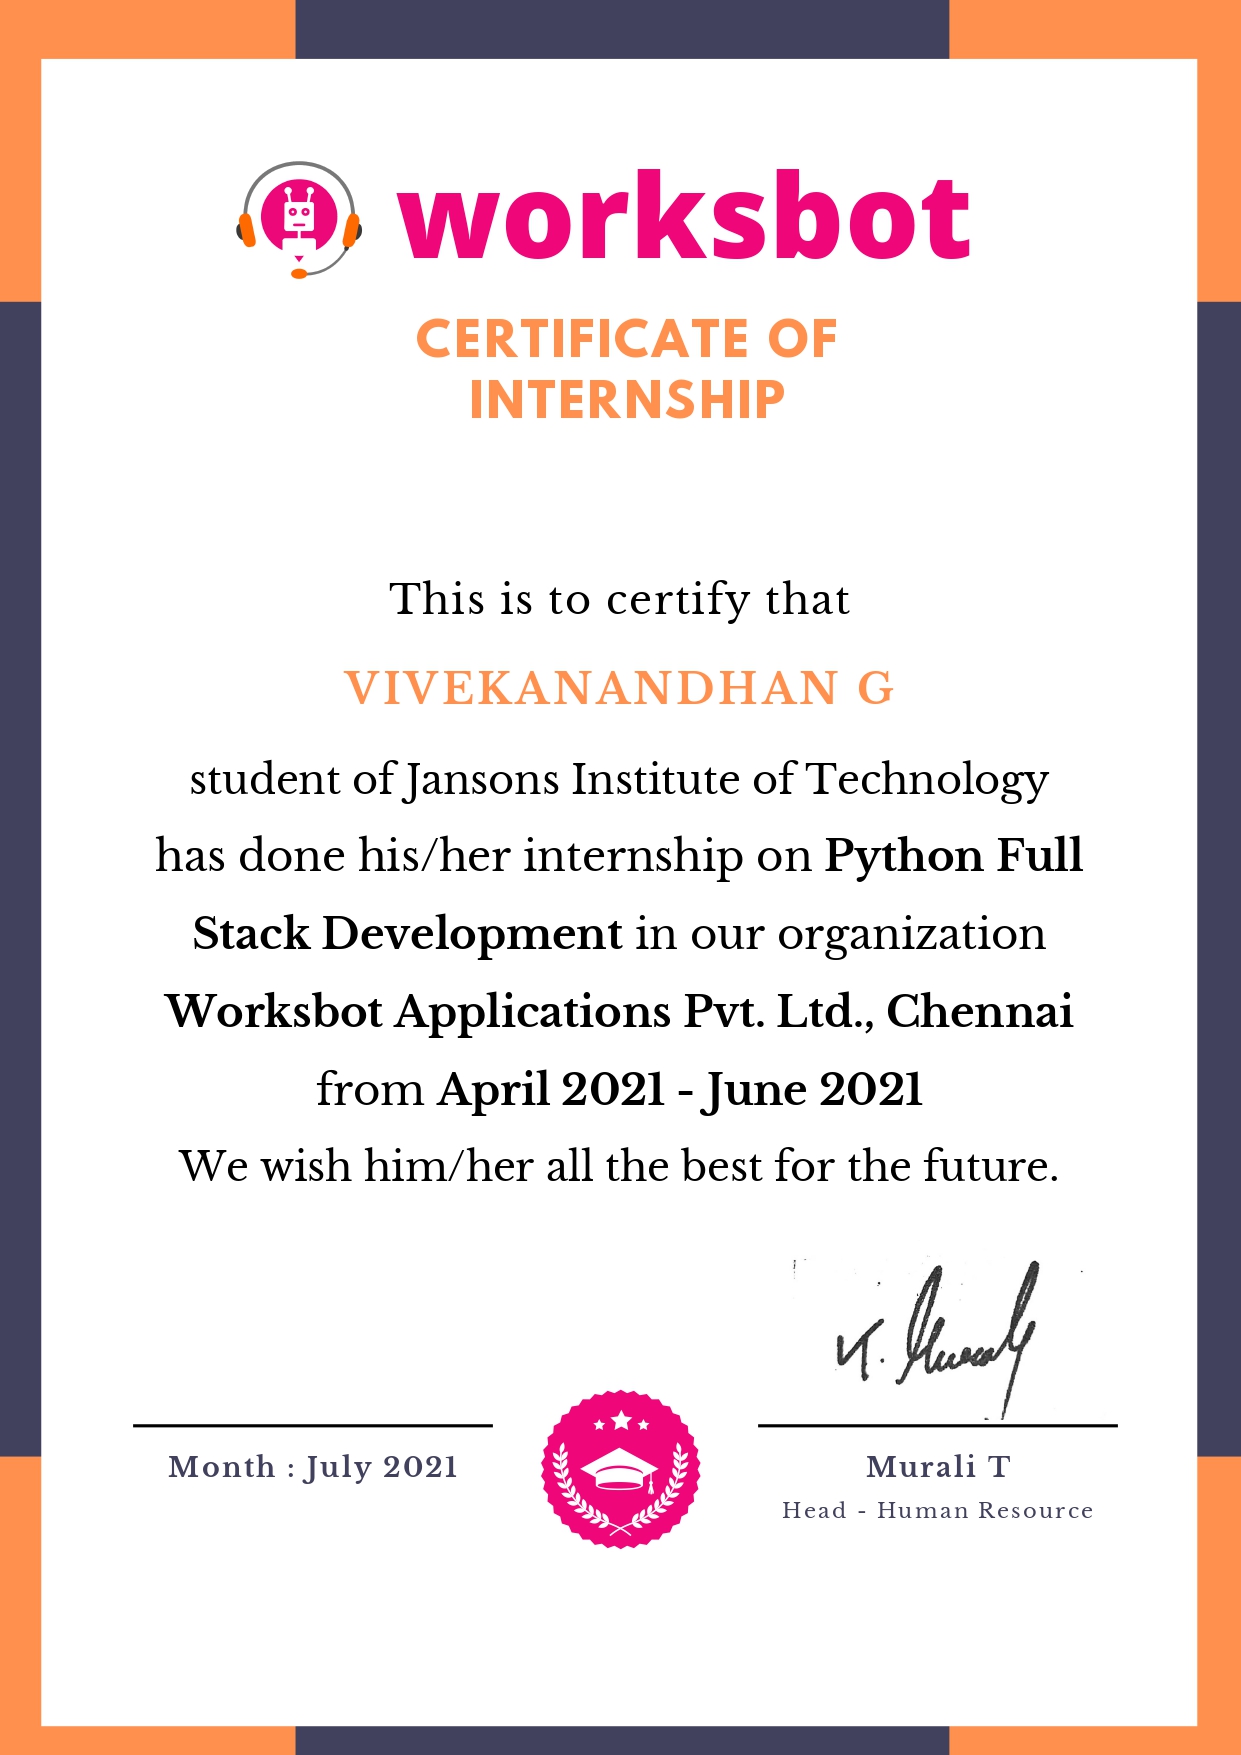 worksbot
CERTIFICATE OF
INTERNSHIP
This is to certify that
VIVEKANANDHAN G
student of Jansons Institute of Technology
has done his/her internship on Python Full
Stack Development in our organization
Worksbot Applications Pvt. Ltd., Chennai
from April 2021 - June 2021
We wish him/her all the best for the future.
T. Murali
Month : July 2021
Murali T
Head - Human Resource